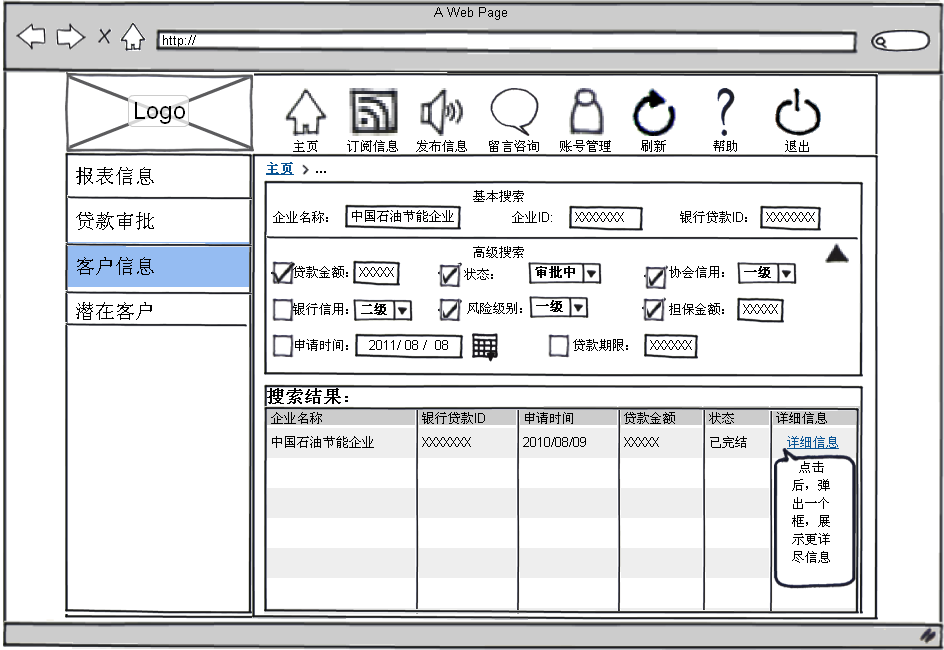 A Web Page
http://
Logo
主页 订阅信息 发布信息 留言咨询 账号管理 刷新 帮助 退出
报表信息
贷款审批
客户信息
潜在客户
主页 > ...
基本搜索
企业名称: 中国石油节能企业 企业ID: XXXXXXX 银行贷款ID: XXXXXXX
高级搜索
贷款金额: XXXXX 状态: 审批中 协会信用: 一级
银行信用: 二级 风险级别: 一级 担保金额: XXXXX
申请时间: 2011/ 08 / 08 贷款期限: XXXXXX
搜索结果:
企业名称 银行贷款ID 申请时间 贷款金额 状态 详细信息
中国石油节能企业 XXXXXXX 2010/08/09 XXXXX 已完结 详细信息
点击
后，弹
出一个
框，展
示更详
尽信息